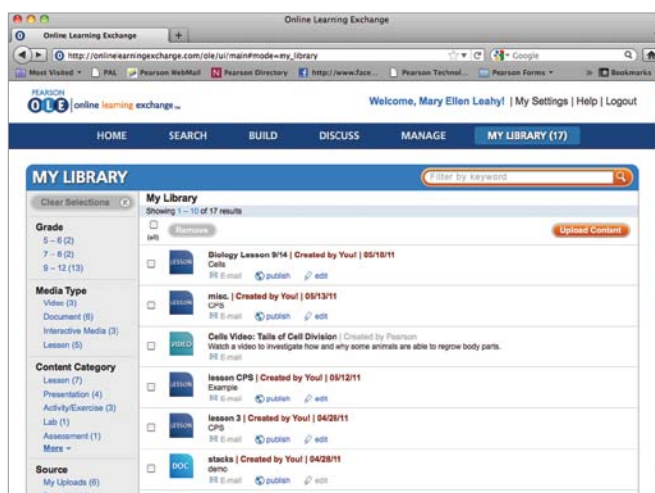 Online Learning Exchange
Online Learning Exchange
+
http://onlinelearningexchange.com/ole/ui/main#mode=my_library
Google
Most Visited PAL Pearson WebMail Pearson Directory http://www.face... Pearson Technol... Pearson Forms » Bookmarks
PEARSON
OLE online learning exchange™
Welcome, Mary Ellen Leahy! | My Settings | Help | Logout
HOME SEARCH BUILD DISCUSS MANAGE MY LIBRARY (17)
MY LIBRARY
Filter by keyword
Clear Selections
My Library
Showing 1 – 10 of 17 results
(all)
Remove
Upload Content
Grade
5 – 6 (2)
7 – 8 (2)
9 – 12 (13)
Media Type
Video (3)
Document (6)
Interactive Media (3)
Lesson (5)
Content Category
Lesson (7)
Presentation (4)
Activity/Exercise (3)
Lab (1)
Assessment (1)
More
Source
My Uploads (6)
LESSON
Biology Lesson 9/14 | Created by You! | 05/18/11
Cells
E-mail publish edit
LESSON
misc. | Created by You! | 05/13/11
CPS
E-mail publish edit
VIDEO
Cells Video: Tails of Cell Division | Created by Pearson
Watch a video to investigate how and why some animals are able to regrow body parts.
E-mail
LESSON
lesson CPS | Created by You! | 05/12/11
Example
E-mail publish edit
LESSON
lesson 3 | Created by You! | 04/28/11
CPS
E-mail publish edit
DOC
stacks | Created by You! | 04/28/11
demo
E-mail publish edit